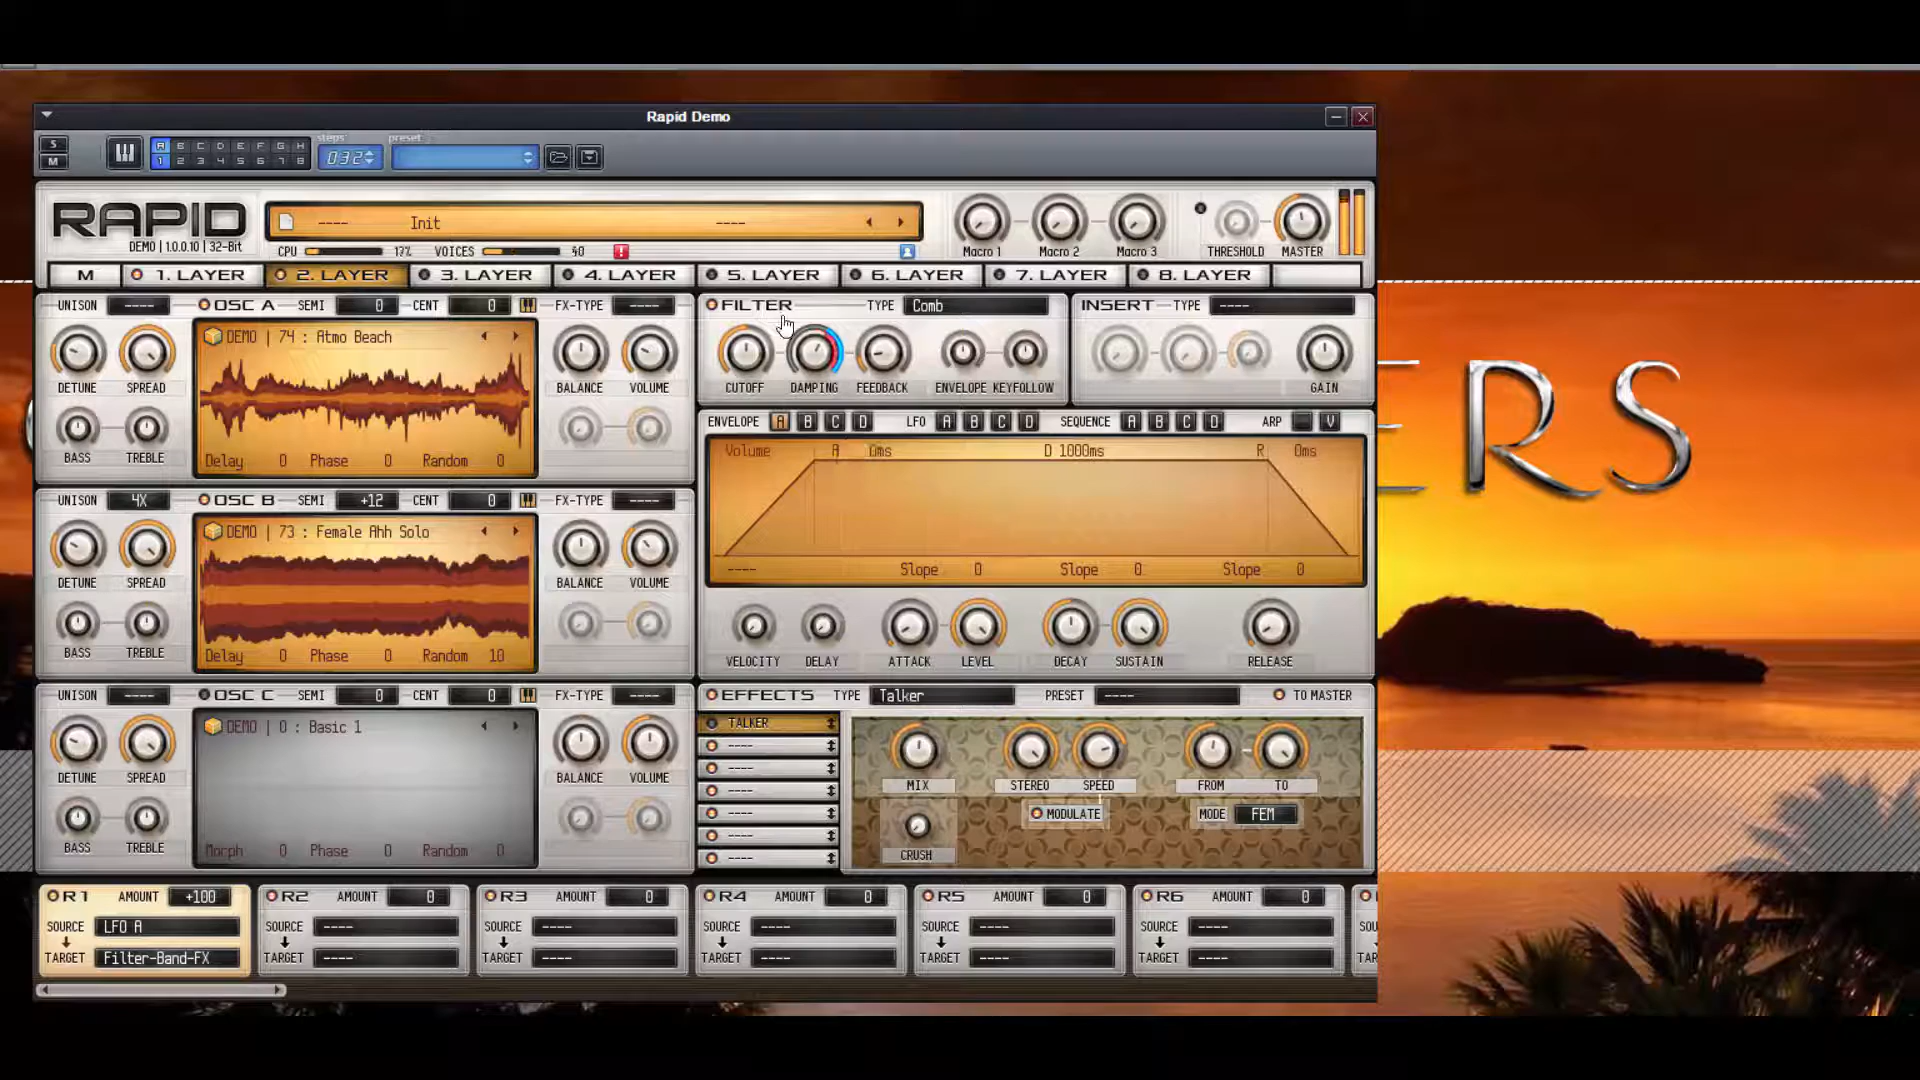 Rapid Demo
S
M
A B C D E F G H
1 2 3 4 5 6 7 8
steps
032
preset
RAPID
DEMO | 1.0.0.10 | 32-Bit
---- Init ----
CPU 17% VOICES 40 !
Macro 1 Macro 2 Macro 3 THRESHOLD MASTER
M 1. LAYER 2. LAYER 3. LAYER 4. LAYER 5. LAYER 6. LAYER 7. LAYER 8. LAYER
UNISON ---- OSC A SEMI 0 CENT 0 FX-TYPE ----
DEMO | 74 : Atmo Beach
DETUNE SPREAD BALANCE VOLUME
BASS TREBLE
Delay 0 Phase 0 Random 0
FILTER TYPE Comb
CUTOFF DAMPING FEEDBACK ENVELOPE KEYFOLLOW
INSERT TYPE ----
GAIN
ENVELOPE A B C D LFO A B C D SEQUENCE A B C D ARP V
Volume A 0ms D 1000ms R 0ms
---- Slope 0 Slope 0 Slope 0
VELOCITY DELAY ATTACK LEVEL DECAY SUSTAIN RELEASE
UNISON 4X OSC B SEMI +12 CENT 0 FX-TYPE ----
DEMO | 73 : Female Ahh Solo
DETUNE SPREAD BALANCE VOLUME
BASS TREBLE
Delay 0 Phase 0 Random 10
UNISON ---- OSC C SEMI 0 CENT 0 FX-TYPE ----
DEMO | 0 : Basic 1
DETUNE SPREAD BALANCE VOLUME
BASS TREBLE
Morph 0 Phase 0 Random 0
EFFECTS TYPE Talker PRESET ---- TO MASTER
TALKER
----
----
----
----
----
----
MIX STEREO SPEED FROM TO
MODULATE MODE FEM
CRUSH
R1 AMOUNT +100
SOURCE LFO A
TARGET Filter-Band-FX
R2 AMOUNT 0
SOURCE ----
TARGET ----
R3 AMOUNT 0
SOURCE ----
TARGET ----
R4 AMOUNT 0
SOURCE ----
TARGET ----
R5 AMOUNT 0
SOURCE ----
TARGET ----
R6 AMOUNT 0
SOURCE ----
TARGET ----
ERS